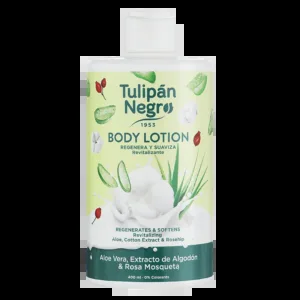 Tulipán
Negro
1953
BODY LOTION
REGENERA Y SUAVIZA
Revitalizante
REGENERATES & SOFTENS
Revitalizing
Aloe, Cotton Extract & Rosehip
Aloe Vera, Extracto de Algodón
& Rosa Mosqueta